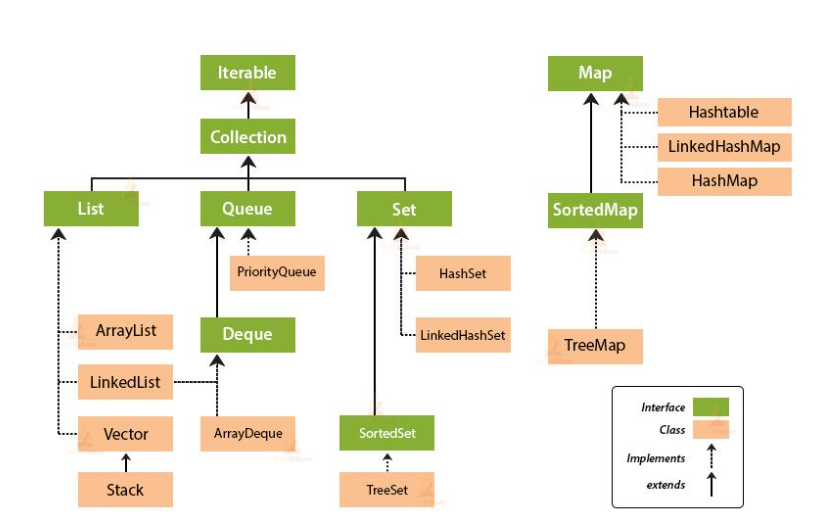 Iterable
Map
Hashtable
Collection
LinkedHashMap
HashMap
List
Queue
Set
SortedMap
PriorityQueue
HashSet
ArrayList
Deque
LinkedHashSet
TreeMap
LinkedList
Vector
ArrayDeque
SortedSet
Stack
TreeSet
Interface
Class
Implements
extends